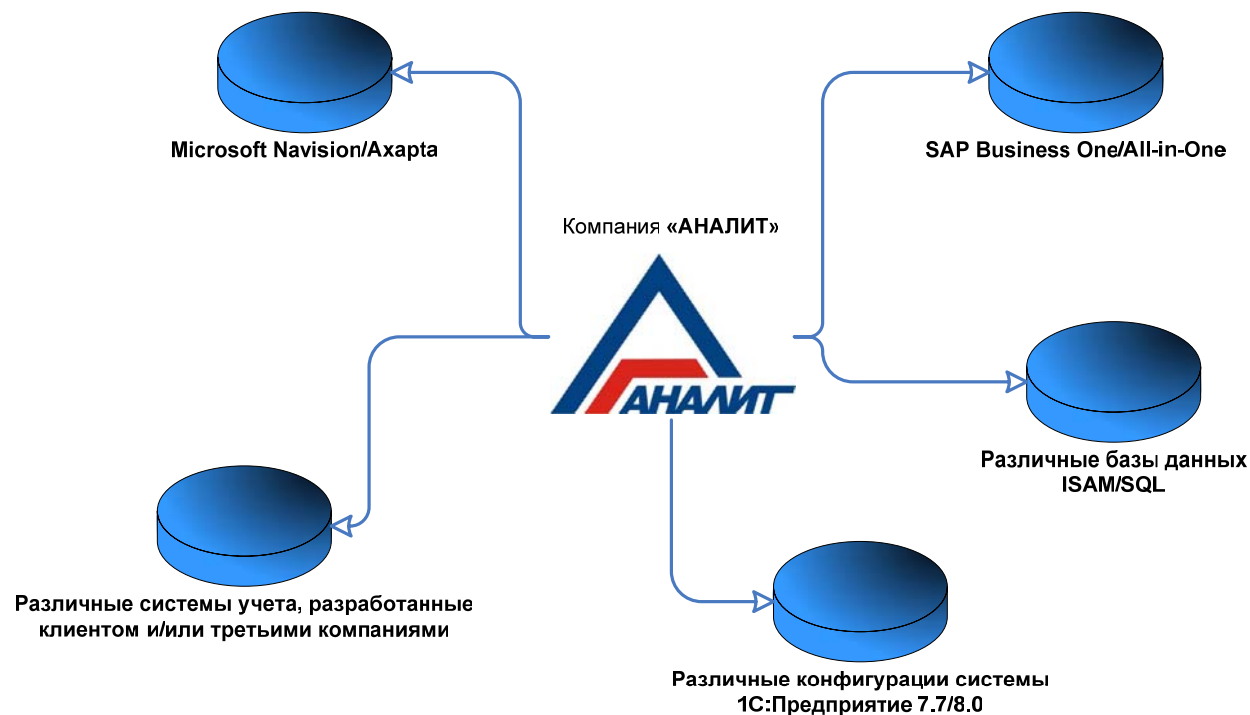 Microsoft Navision/Axapta
SAP Business One/All-in-One
Компания «АНАЛИТ»
АНАЛИТ
Различные базы данных
ISAM/SQL
Различные системы учета, разработанные
клиентом и/или третьими компаниями
Различные конфигурации системы
1С:Предприятие 7.7/8.0